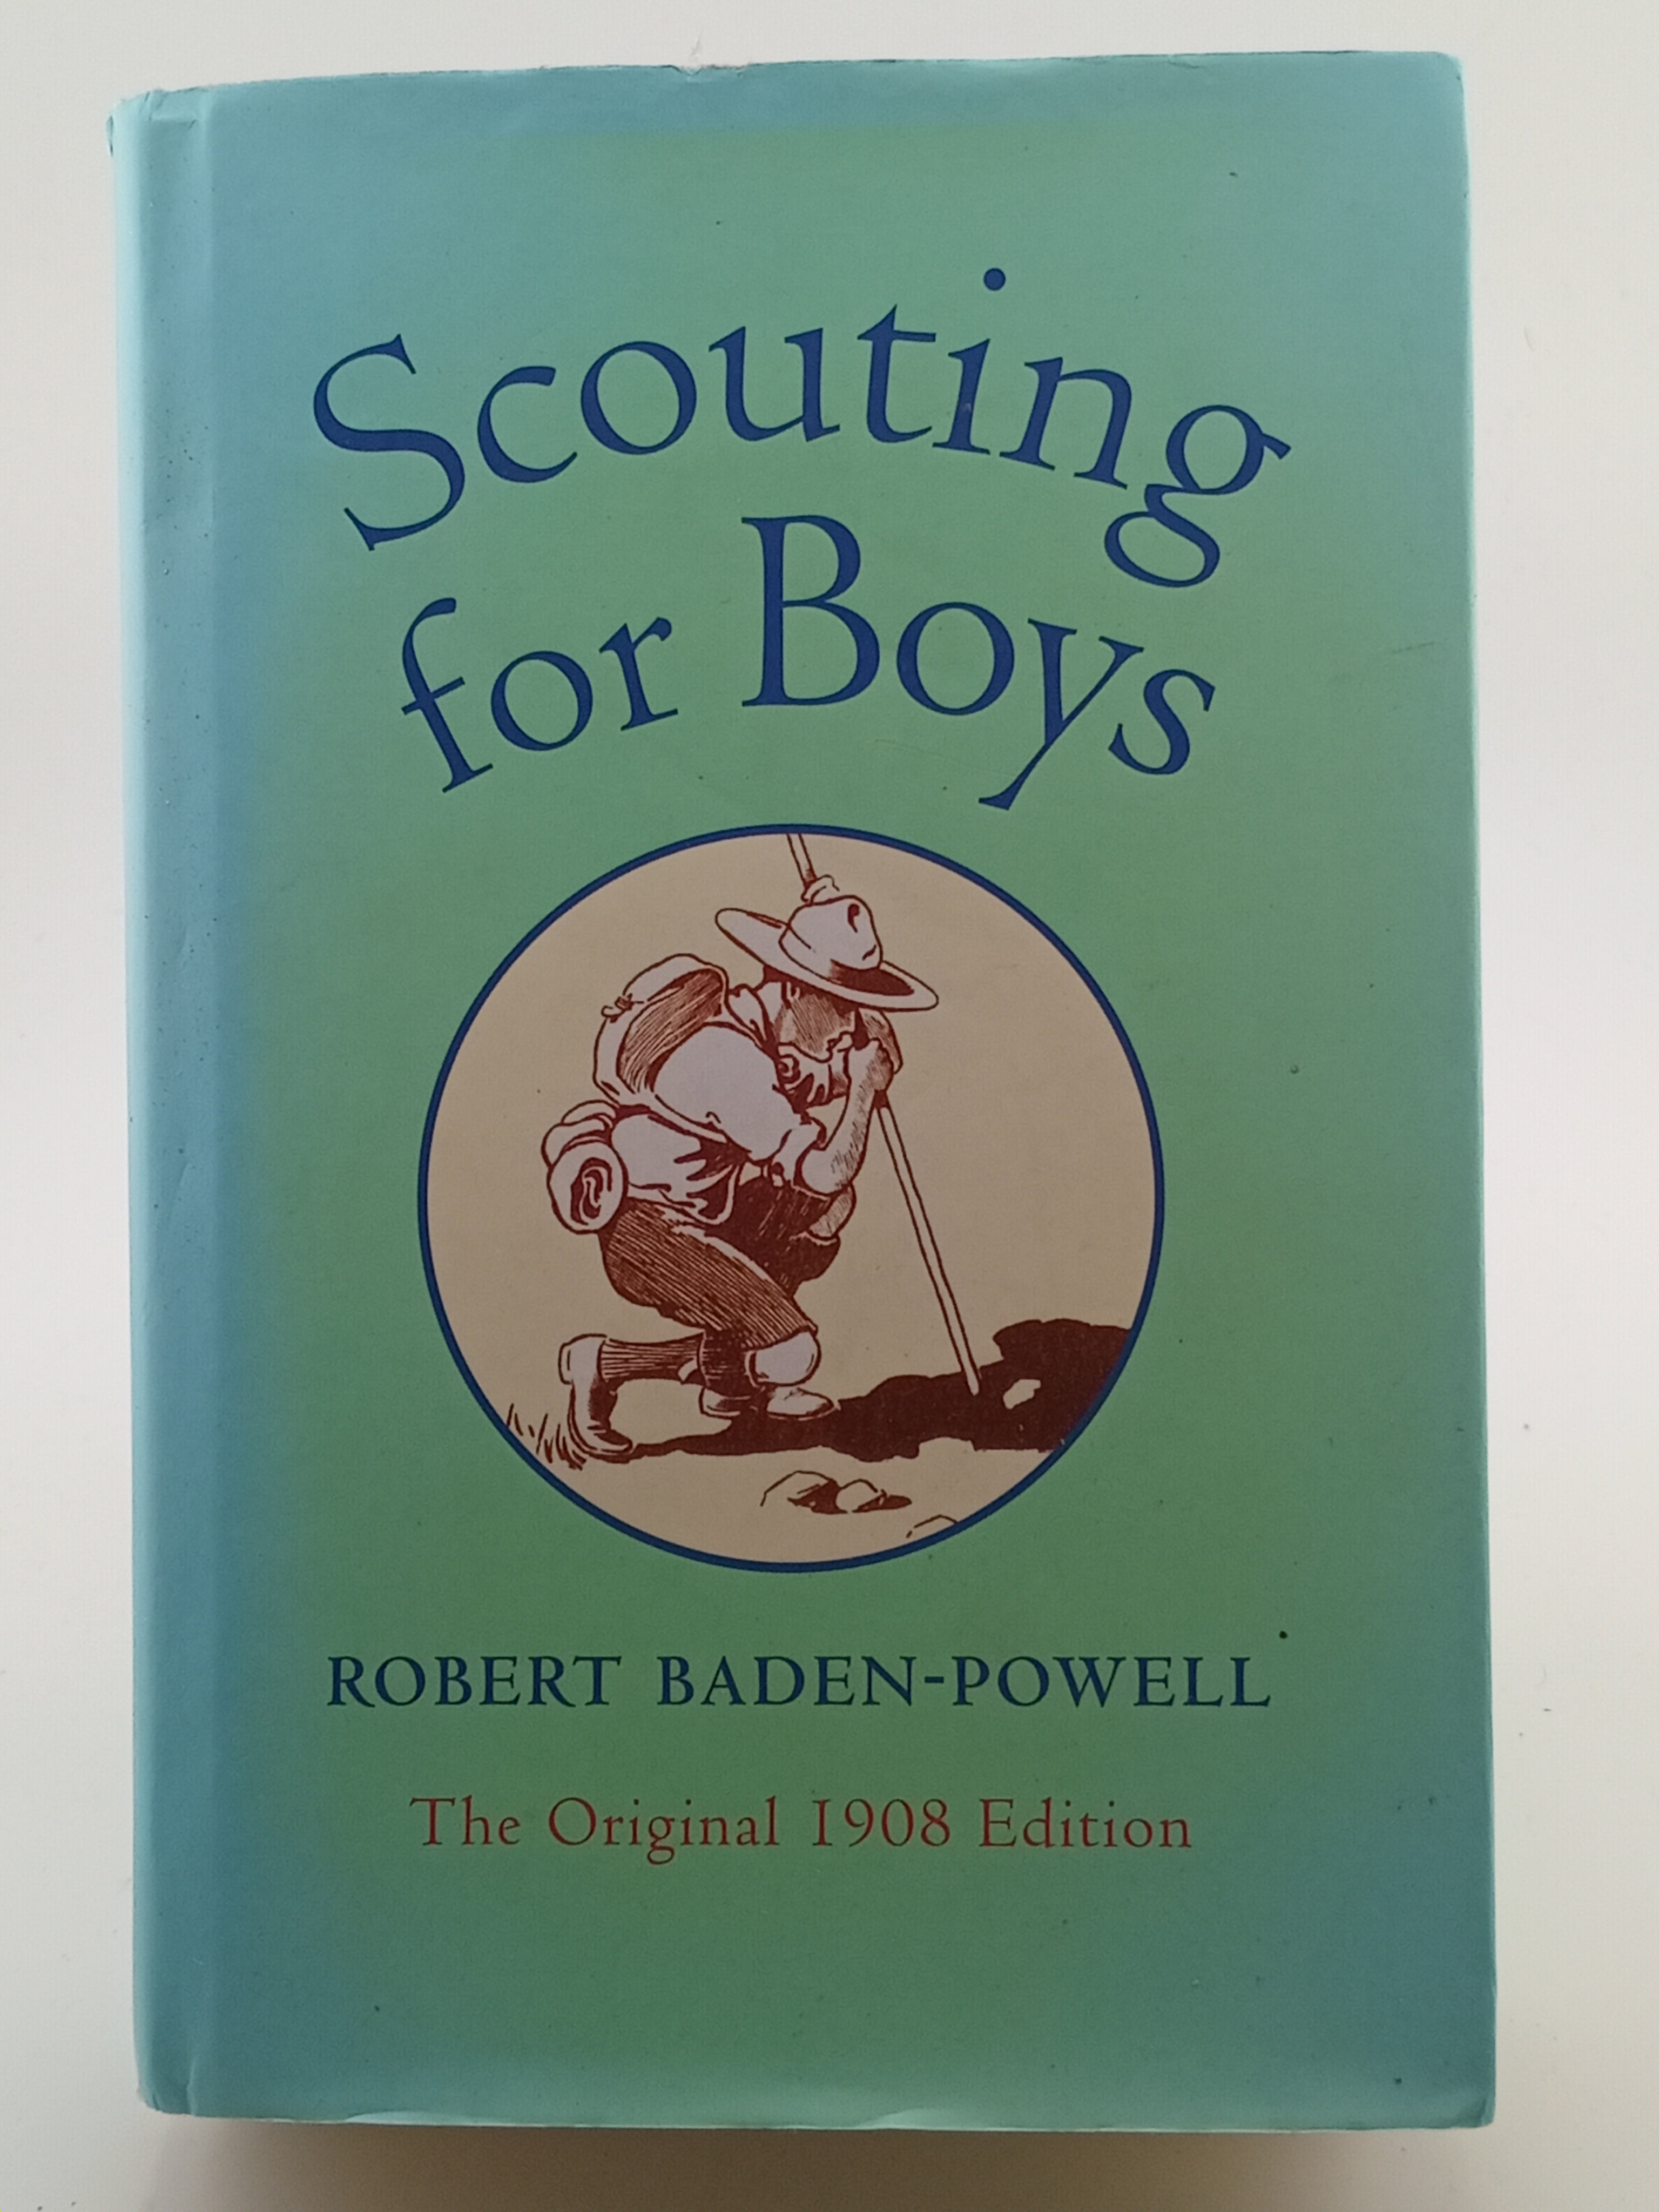 Scouting
for Boys
ROBERT BADEN-POWELL
The Original 1908 Edition